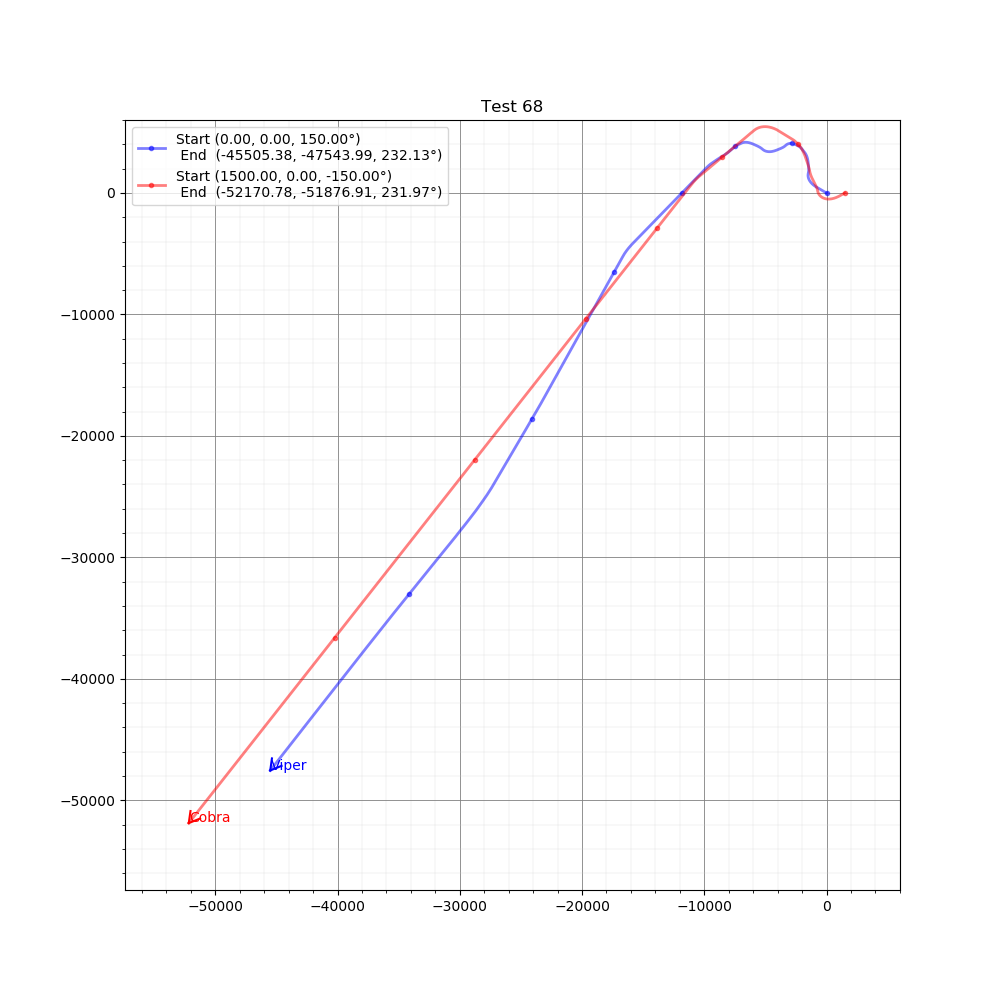 Test 68
Start (0.00, 0.00, 150.00°)
End (-45505.38, -47543.99, 232.13°)
Start (1500.00, 0.00, -150.00°)
End (-52170.78, -51876.91, 231.97°)
0
−10000
−20000
−30000
−40000
−50000
Viper
Cobra
−50000 −40000 −30000 −20000 −10000 0